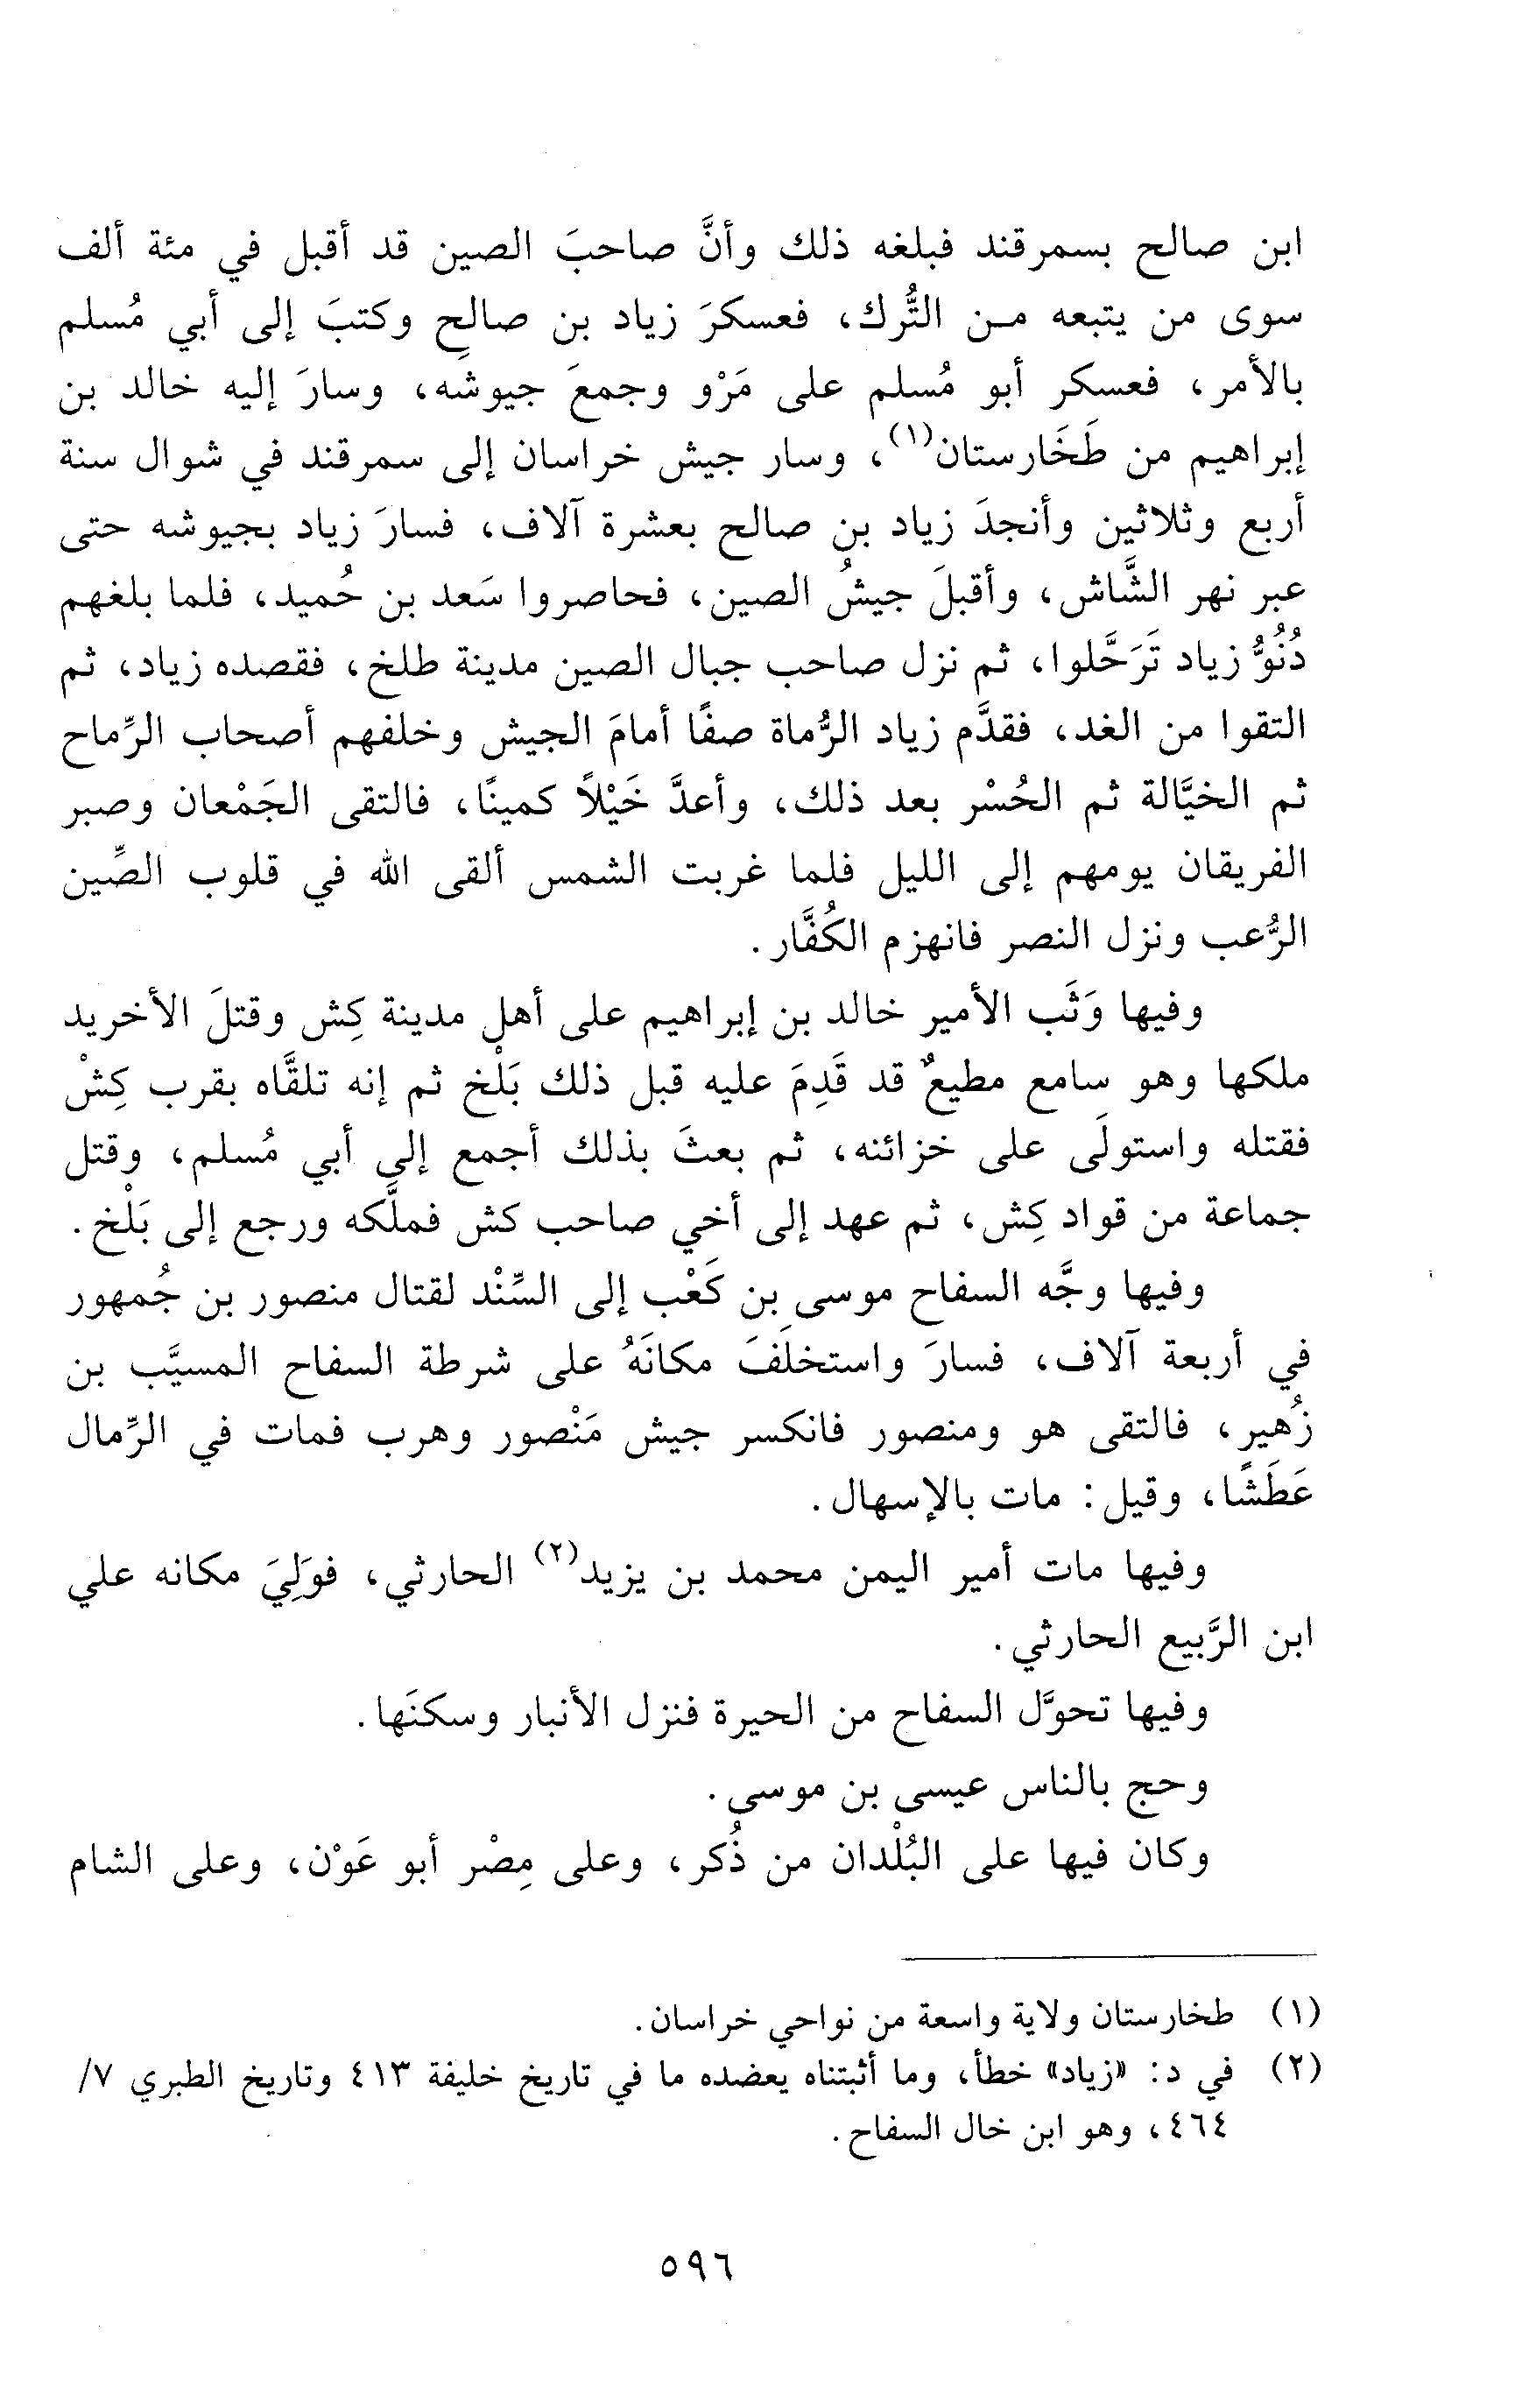 ابن صالح بسمرقند فبلغه ذلك وأنَّ صاحبَ الصين قد أقبل في مئة ألف
سوى من يتبعه من التُّرك، فعسكرَ زياد بن صالحٍ وكتبَ إلى أبي مُسلم
بالأمر، فعسكر أبو مُسلم على مَرْو وجمعَ جيوشه، وسارَ إليه خالد بن
إبراهيم من طَخَارستان(١)، وسار جيش خراسان إلى سمرقند في شوال سنة
أربع وثلاثين وأنجدَ زياد بن صالح بعشرة آلاف، فسارَ زياد بجيوشه حتى
عبر نهر الشَّاش، وأقبلَ جيشُ الصين، فحاصروا سَعد بن حُميد، فلما بلغهم
دُنُوُّ زياد تَرَحَّلوا، ثم نزل صاحب جبال الصين مدينة طلخ، فقصده زياد، ثم
التقوا من الغد، فقدَّم زياد الرُّماة صفًا أمامَ الجيش وخلفهم أصحاب الرِّماح
ثم الخيَّالة ثم الحُسْر بعد ذلك، وأعدَّ خَيْلاً كمينًا، فالتقى الجَمْعان وصبر
الفريقان يومهم إلى الليل فلما غربت الشمس ألقى الله في قلوب الصِّين
الرُّعب ونزل النصر فانهزم الكُفَّار.
وفيها وَثَب الأمير خالد بن إبراهيم على أهل مدينة كِش وقتلَ الأخريد
ملكها وهو سامع مطيعٌ قد قَدِمَ عليه قبل ذلك بَلْخ ثم إنه تلقَّاه بقرب كِشْ
فقتله واستولَى على خزائنه، ثم بعثَ بذلك أجمع إلى أبي مُسلم، وقتل
جماعة من قواد كِش، ثم عهد إلى أخي صاحب كش فملَّكه ورجع إلى بَلْخ.
وفيها وجَّه السفاح موسى بن كَعْب إلى السِّنْد لقتال منصور بن جُمهور
في أربعة آلاف، فسارَ واستخلَفَ مكانَهُ على شرطة السفاح المسيَّب بن
زُهير، فالتقى هو ومنصور فانكسر جيش مَنْصور وهرب فمات في الرِّمال
عَطَشًا، وقيل: مات بالإسهال.
وفيها مات أمير اليمن محمد بن يزيد(٢) الحارثي، فوَلِيَ مكانه علي
ابن الرَّبيع الحارثي.
وفيها تحوَّل السفاح من الحيرة فنزل الأنبار وسكنَها.
وحج بالناس عيسى بن موسى.
وكان فيها على البُلْدان من ذُكر، وعلى مِصْر أبو عَوْن، وعلى الشام
(١) طخارستان ولاية واسعة من نواحي خراسان.
(٢) في د: «زياد» خطأ، وما أثبتناه يعضده ما في تاريخ خليفة ٤١٣ وتاريخ الطبري ٧/
٤٦٤، وهو ابن خال السفاح.
٥٩٦